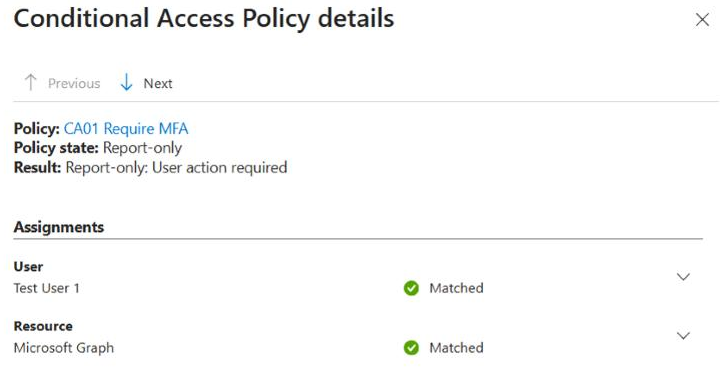 Conditional Access Policy details
Previous Next
Policy: CA01 Require MFA
Policy state: Report-only
Result: Report-only: User action required
Assignments
User
Test User 1 Matched
Resource
Microsoft Graph Matched